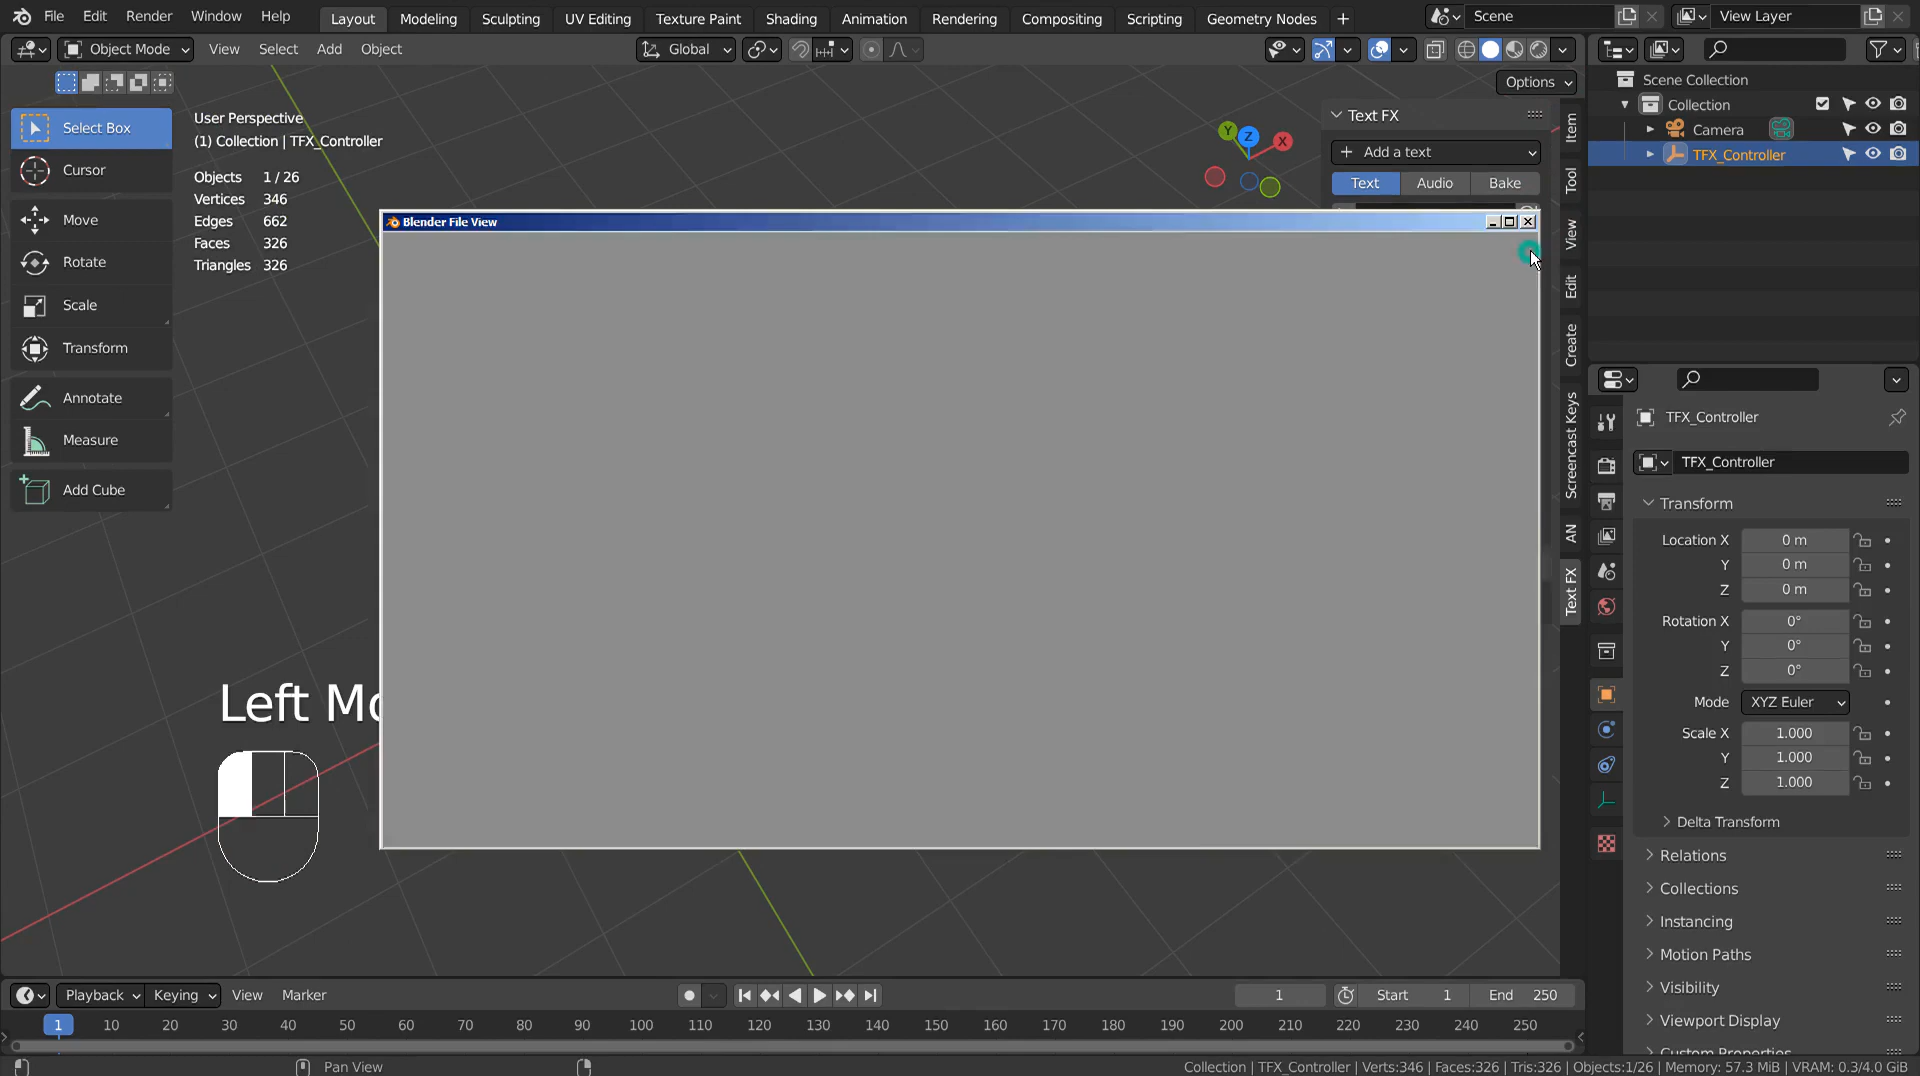 File Edit Render Window Help Layout Modeling Sculpting UV Editing Texture Paint Shading Animation Rendering Compositing Scripting Geometry Nodes + Scene View Layer
Object Mode View Select Add Object Global
Options
Select Box
Cursor
Move
Rotate
Scale
Transform
Annotate
Measure
Add Cube
User Perspective
(1) Collection | TFX_Controller
Objects 1 / 26
Vertices 346
Edges 662
Faces 326
Triangles 326
Y Z X
Text FX
+ Add a text
Text Audio Bake
Blender File View
Item
Tool
View
Edit
Create
Screencast Keys
AN
Text FX
Left Mo
Scene Collection
Collection
Camera
TFX_Controller
TFX_Controller
TFX_Controller
Transform
Location X 0 m
Y 0 m
Z 0 m
Rotation X 0°
Y 0°
Z 0°
Mode XYZ Euler
Scale X 1.000
Y 1.000
Z 1.000
Delta Transform
Relations
Collections
Instancing
Motion Paths
Visibility
Viewport Display
Custom Properties
Playback Keying View Marker 1 Start 1 End 250
1 10 20 30 40 50 60 70 80 90 100 110 120 130 140 150 160 170 180 190 200 210 220 230 240 250
Pan View
Collection | TFX_Controller | Verts:346 | Faces:326 | Tris:326 | Objects:1/26 | Memory: 57.3 MiB | VRAM: 0.3/4.0 GiB